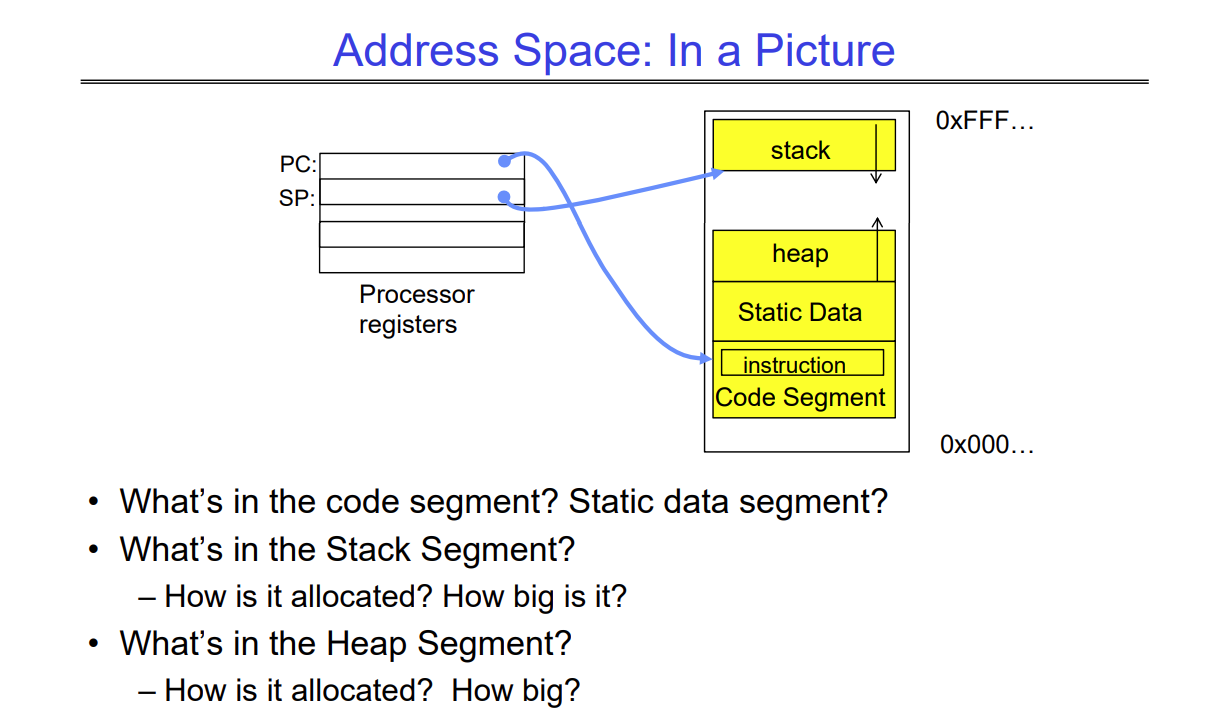 Address Space: In a Picture
0xFFF…
stack
PC:
SP:
heap
Processor
registers
Static Data
instruction
Code Segment
0x000…
• What’s in the code segment? Static data segment?
• What’s in the Stack Segment?
– How is it allocated? How big is it?
• What’s in the Heap Segment?
– How is it allocated?  How big?